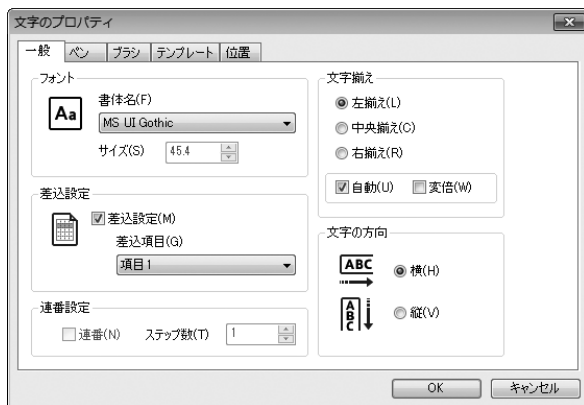 文字のプロパティ
一般 ペン ブラシ テンプレート 位置
フォント
Aa
書体名(F)
MS UI Gothic
サイズ(S) 45.4
差込設定
差込設定(M)
差込項目(G)
項目1
連番設定
連番(N) ステップ数(T) 1
文字揃え
左揃え(L)
中央揃え(C)
右揃え(R)
自動(U) 変倍(W)
文字の方向
ABC
横(H)
ABC
縦(V)
OK キャンセル